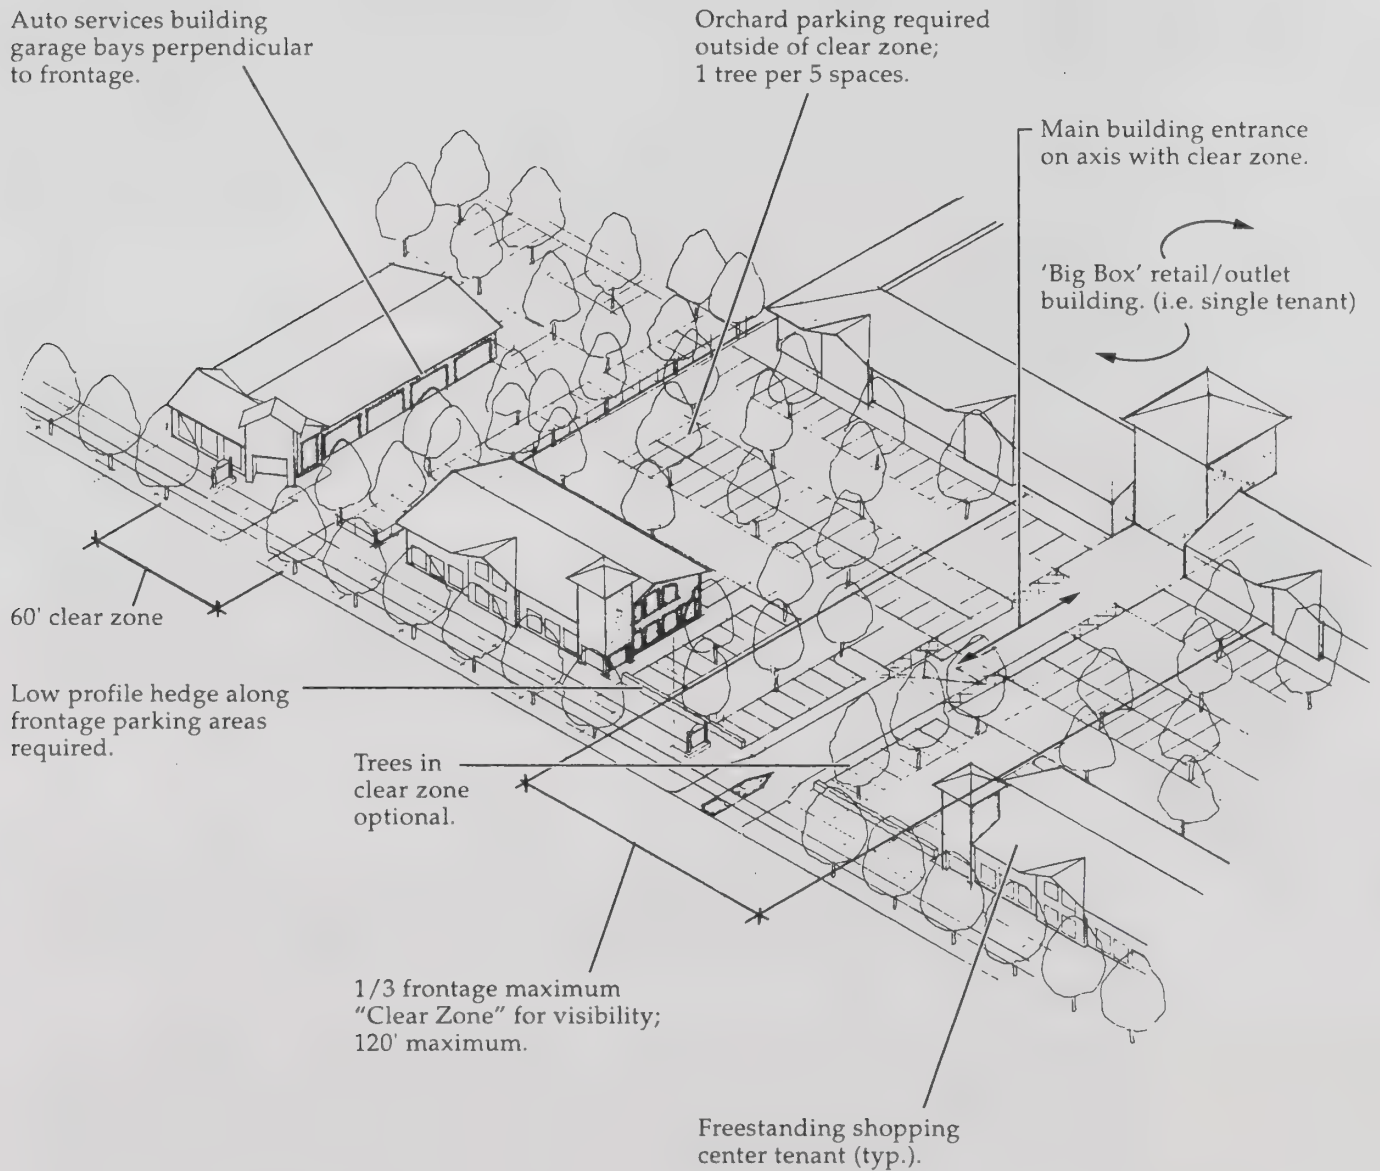 Auto services building
garage bays perpendicular
to frontage.
Orchard parking required
outside of clear zone;
1 tree per 5 spaces.
Main building entrance
on axis with clear zone.
'Big Box' retail/outlet
building. (i.e. single tenant)
60' clear zone
Low profile hedge along
frontage parking areas
required.
Trees in
clear zone
optional.
1/3 frontage maximum
"Clear Zone" for visibility;
120' maximum.
Freestanding shopping
center tenant (typ.).